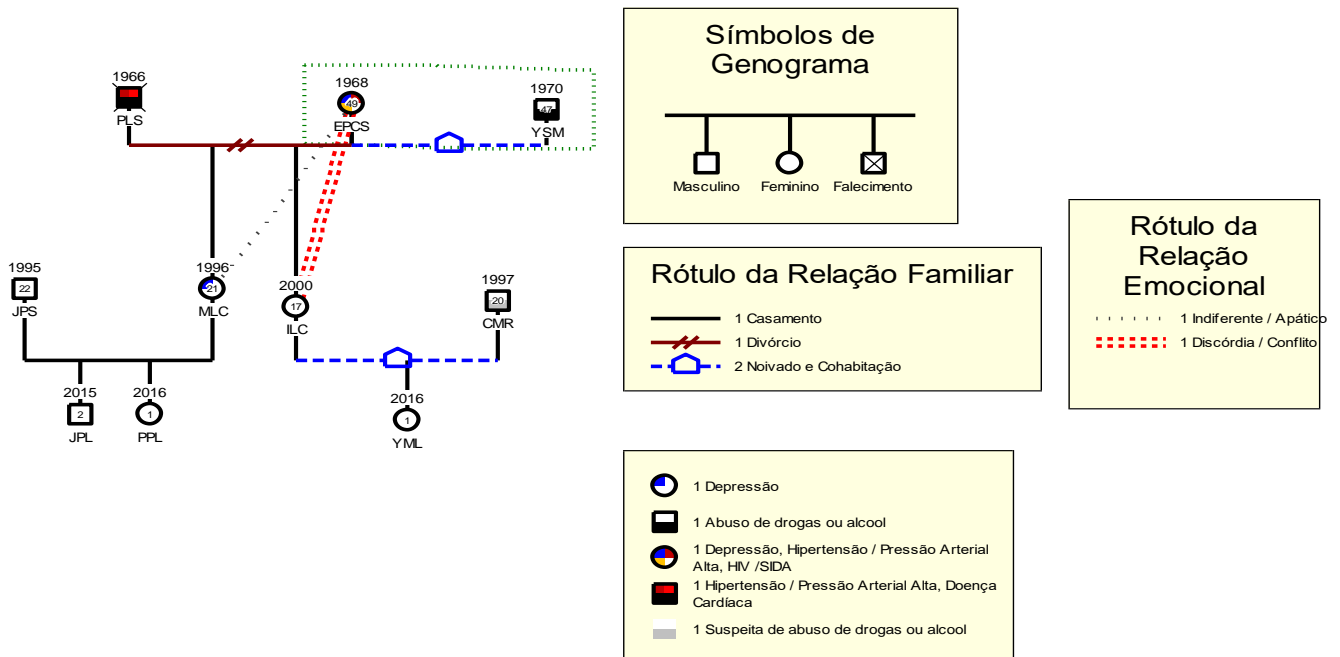 1966
PLS
1968
49
EPCS
1970
47
YSM
1995
22
JPS
1996
21
MLC
2000
17
ILC
1997
20
CMR
2015
2
JPL
2016
1
PPL
2016
1
YML
Símbolos de
Genograma
Masculino
Feminino
Falecimento
Rótulo da Relação Familiar
1 Casamento
1 Divórcio
2 Noivado e Cohabitação
Rótulo da
Relação
Emocional
1 Indiferente / Apático
1 Discórdia / Conflito
1 Depressão
1 Abuso de drogas ou alcool
1 Depressão, Hipertensão / Pressão Arterial
Alta, HIV /SIDA
1 Hipertensão / Pressão Arterial Alta, Doença
Cardíaca
1 Suspeita de abuso de drogas ou alcool